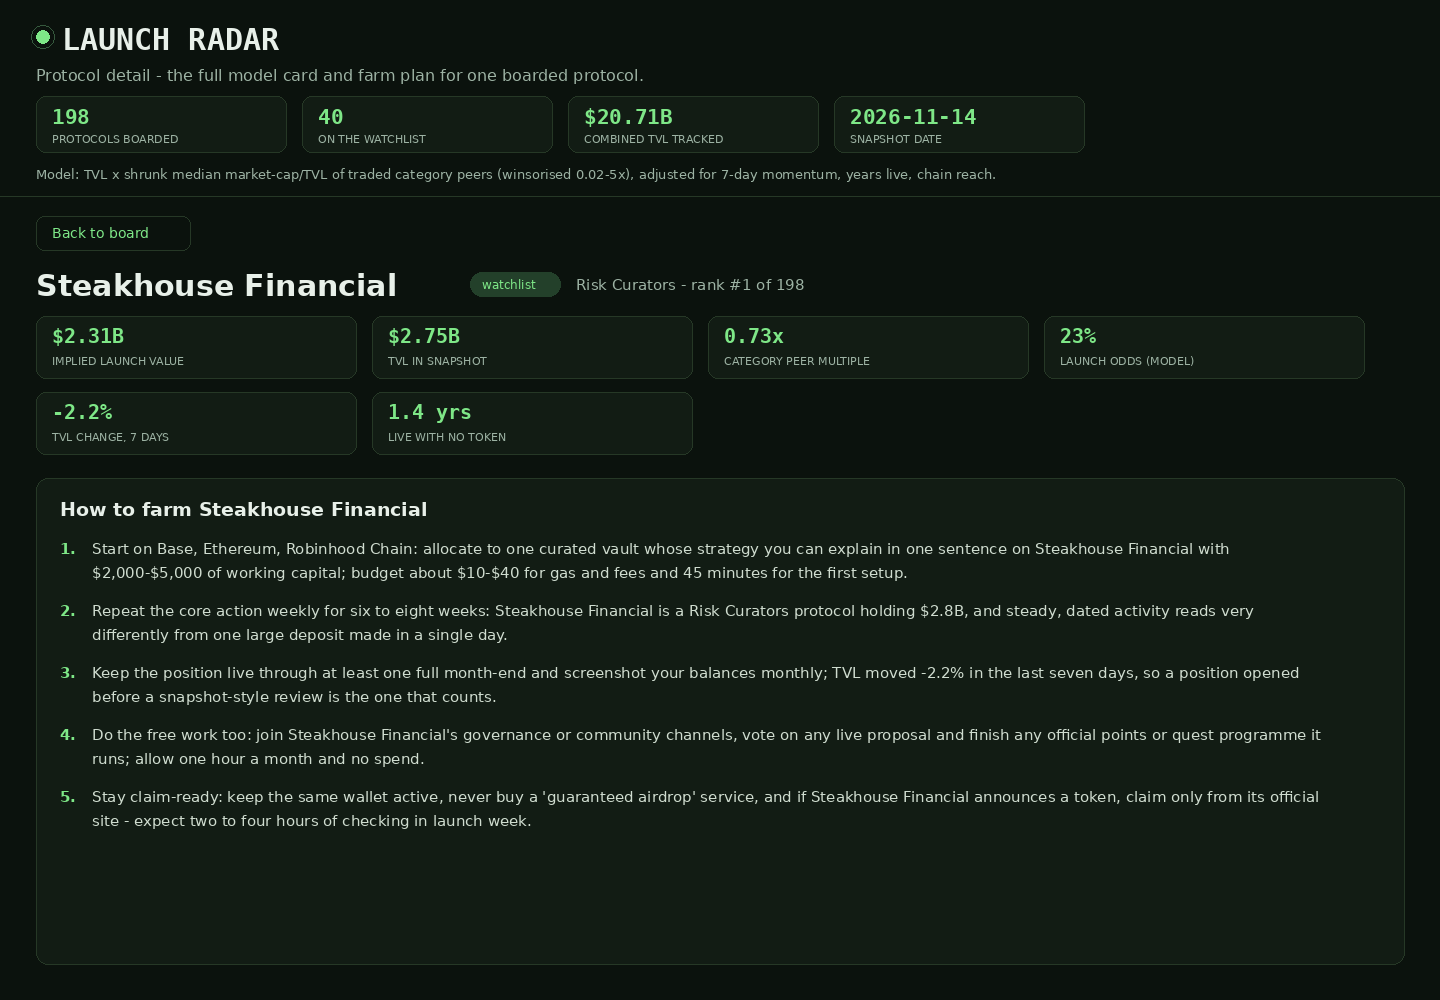 LAUNCH RADAR
Protocol detail - the full model card and farm plan for one boarded protocol.
198
PROTOCOLS BOARDED
40
ON THE WATCHLIST
$20.71B
COMBINED TVL TRACKED
2026-11-14
SNAPSHOT DATE
Model: TVL x shrunk median market-cap/TVL of traded category peers (winsorised 0.02-5x), adjusted for 7-day momentum, years live, chain reach.
Back to board
Steakhouse Financial
watchlist
Risk Curators - rank #1 of 198
$2.31B
IMPLIED LAUNCH VALUE
$2.75B
TVL IN SNAPSHOT
0.73x
CATEGORY PEER MULTIPLE
23%
LAUNCH ODDS (MODEL)
-2.2%
TVL CHANGE, 7 DAYS
1.4 yrs
LIVE WITH NO TOKEN
How to farm Steakhouse Financial
1. Start on Base, Ethereum, Robinhood Chain: allocate to one curated vault whose strategy you can explain in one sentence on Steakhouse Financial with
$2,000-$5,000 of working capital; budget about $10-$40 for gas and fees and 45 minutes for the first setup.
2. Repeat the core action weekly for six to eight weeks: Steakhouse Financial is a Risk Curators protocol holding $2.8B, and steady, dated activity reads very
differently from one large deposit made in a single day.
3. Keep the position live through at least one full month-end and screenshot your balances monthly; TVL moved -2.2% in the last seven days, so a position opened
before a snapshot-style review is the one that counts.
4. Do the free work too: join Steakhouse Financial's governance or community channels, vote on any live proposal and finish any official points or quest programme it
runs; allow one hour a month and no spend.
5. Stay claim-ready: keep the same wallet active, never buy a 'guaranteed airdrop' service, and if Steakhouse Financial announces a token, claim only from its official
site - expect two to four hours of checking in launch week.